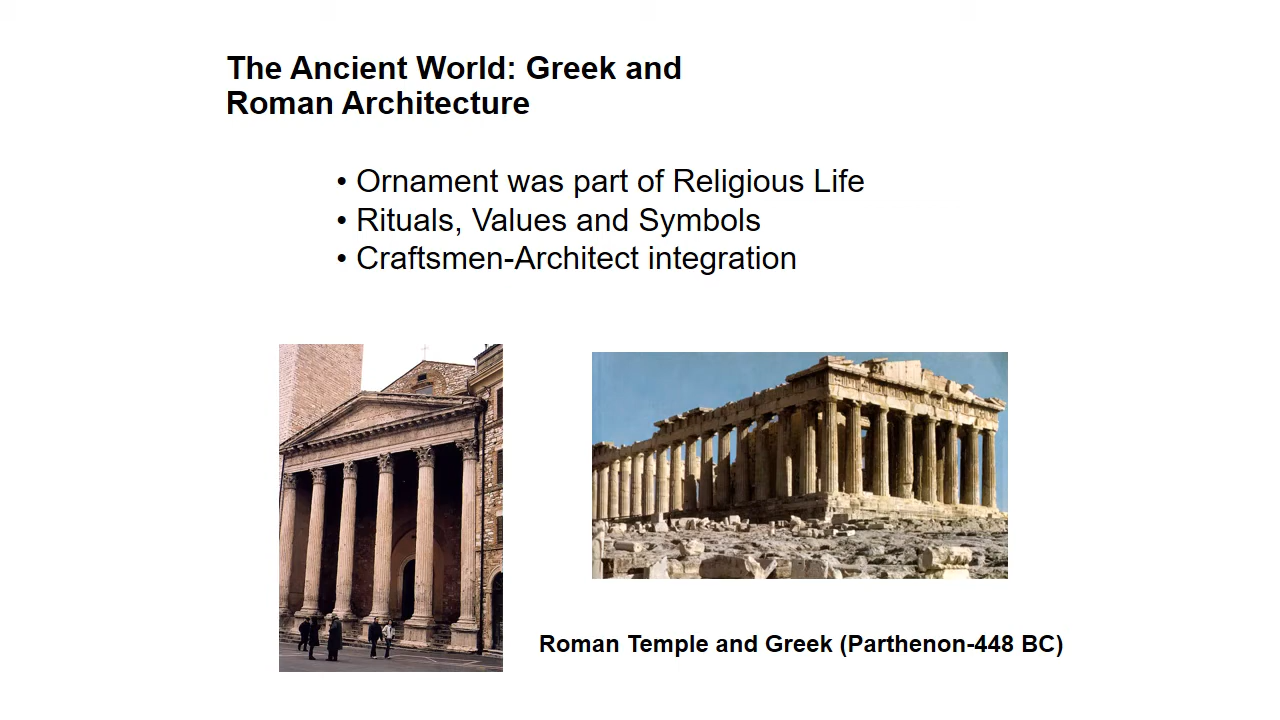 The Ancient World: Greek and
Roman Architecture
• Ornament was part of Religious Life
• Rituals, Values and Symbols
• Craftsmen-Architect integration
Roman Temple and Greek (Parthenon-448 BC)